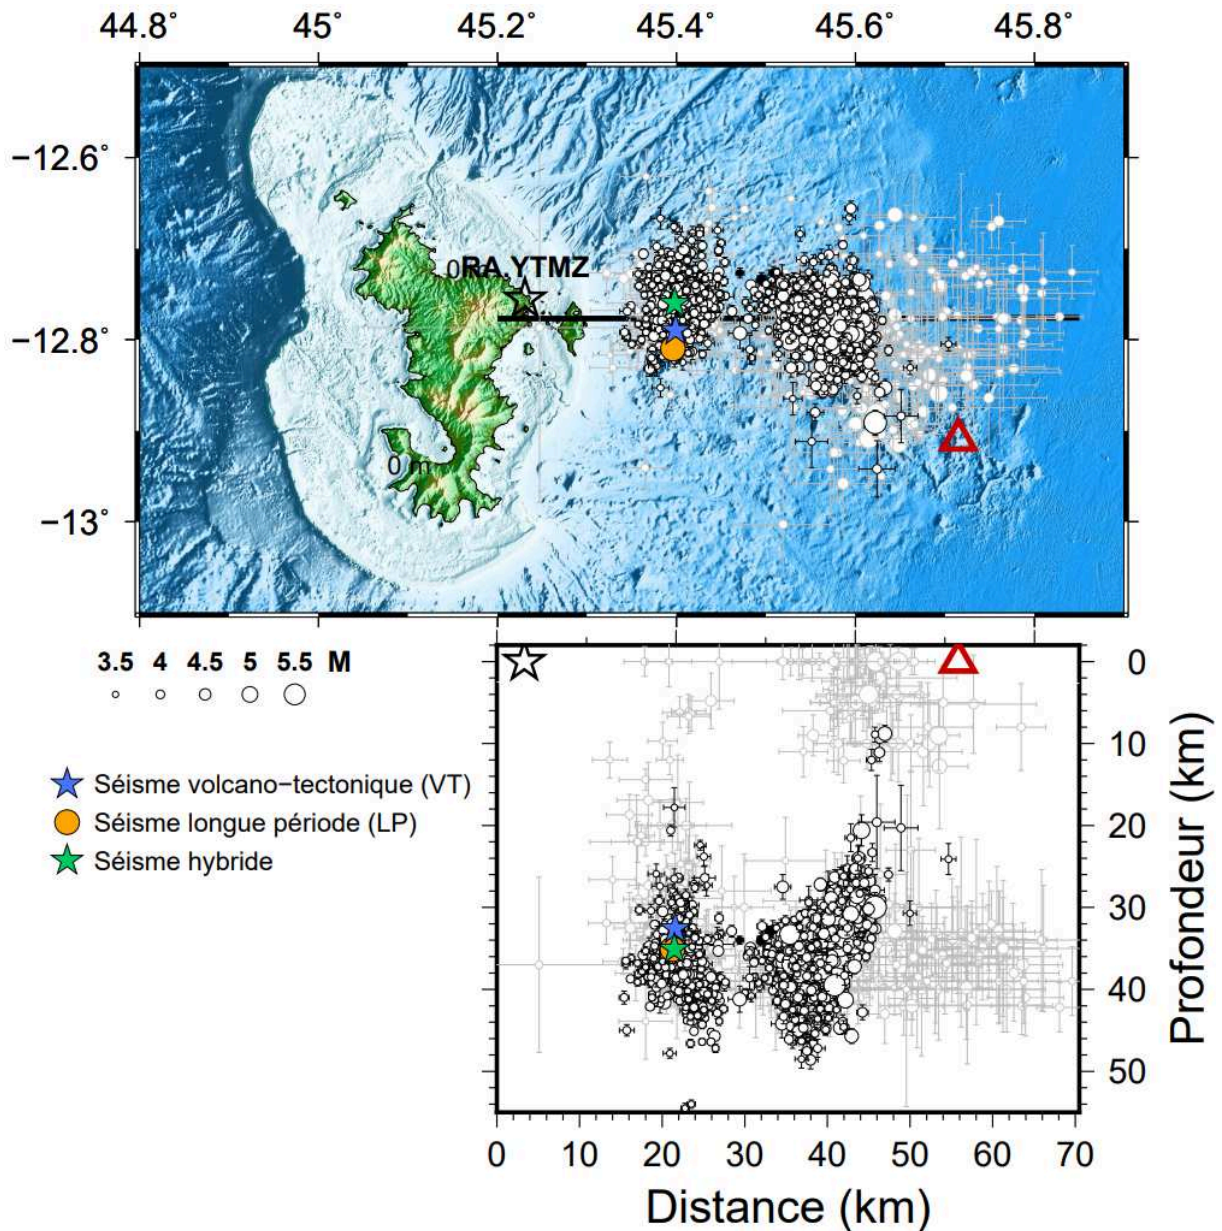 44.8˚ 45˚ 45.2˚ 45.4˚ 45.6˚ 45.8˚
−12.6˚
RA.YTMZ
−12.8˚
0 m
−13˚
3.5 4 4.5 5 5.5 M
Séisme volcano−tectonique (VT)
Séisme longue période (LP)
Séisme hybride
0
10
20
30
40
50
Profondeur (km)
0 10 20 30 40 50 60 70
Distance (km)